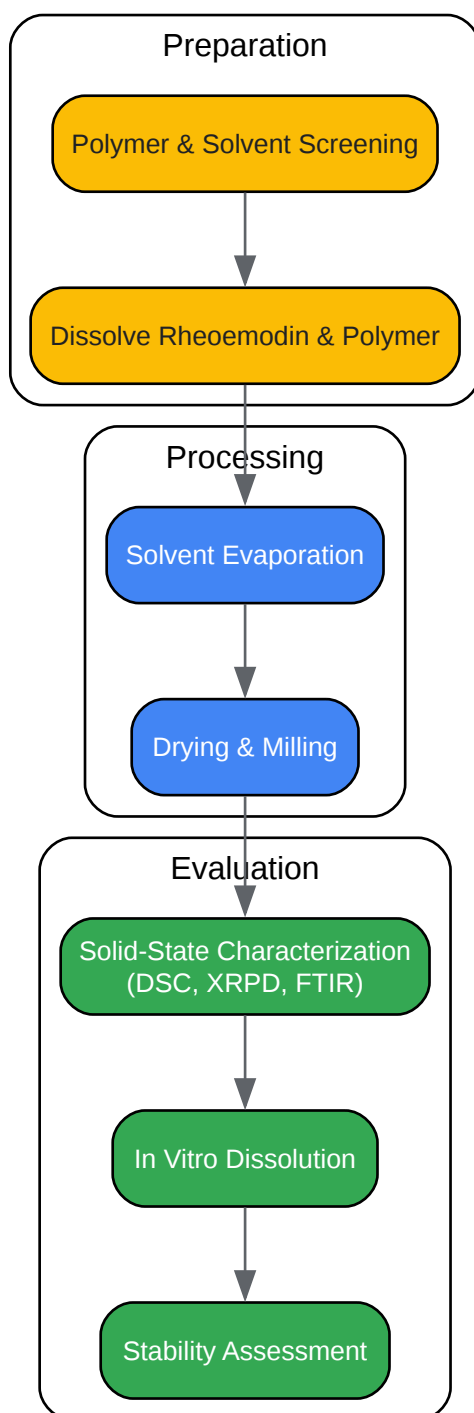 Preparation
Polymer & Solvent Screening
Dissolve Rheoemodin & Polymer
Processing
Solvent Evaporation
Drying & Milling
Evaluation
Solid-State Characterization
(DSC, XRPD, FTIR)
In Vitro Dissolution
Stability Assessment